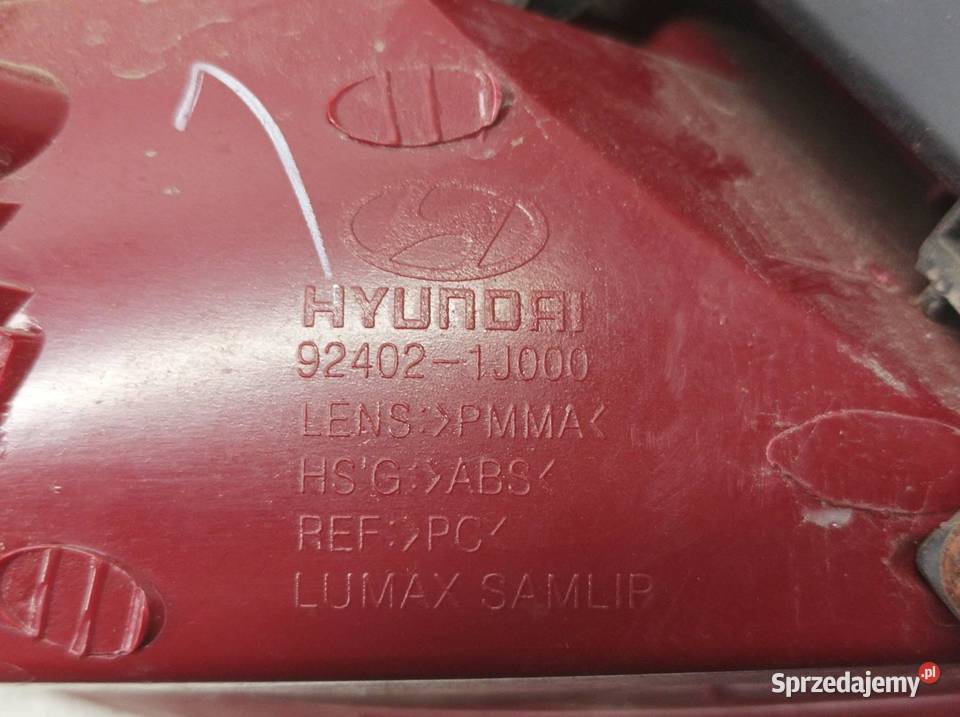 HYUNDAI
92402-1J000
LENS:>PMMA<
HS'G:>ABS<
REF:>PC<
LUMAX SAMLIP
Sprzedajemy.pl